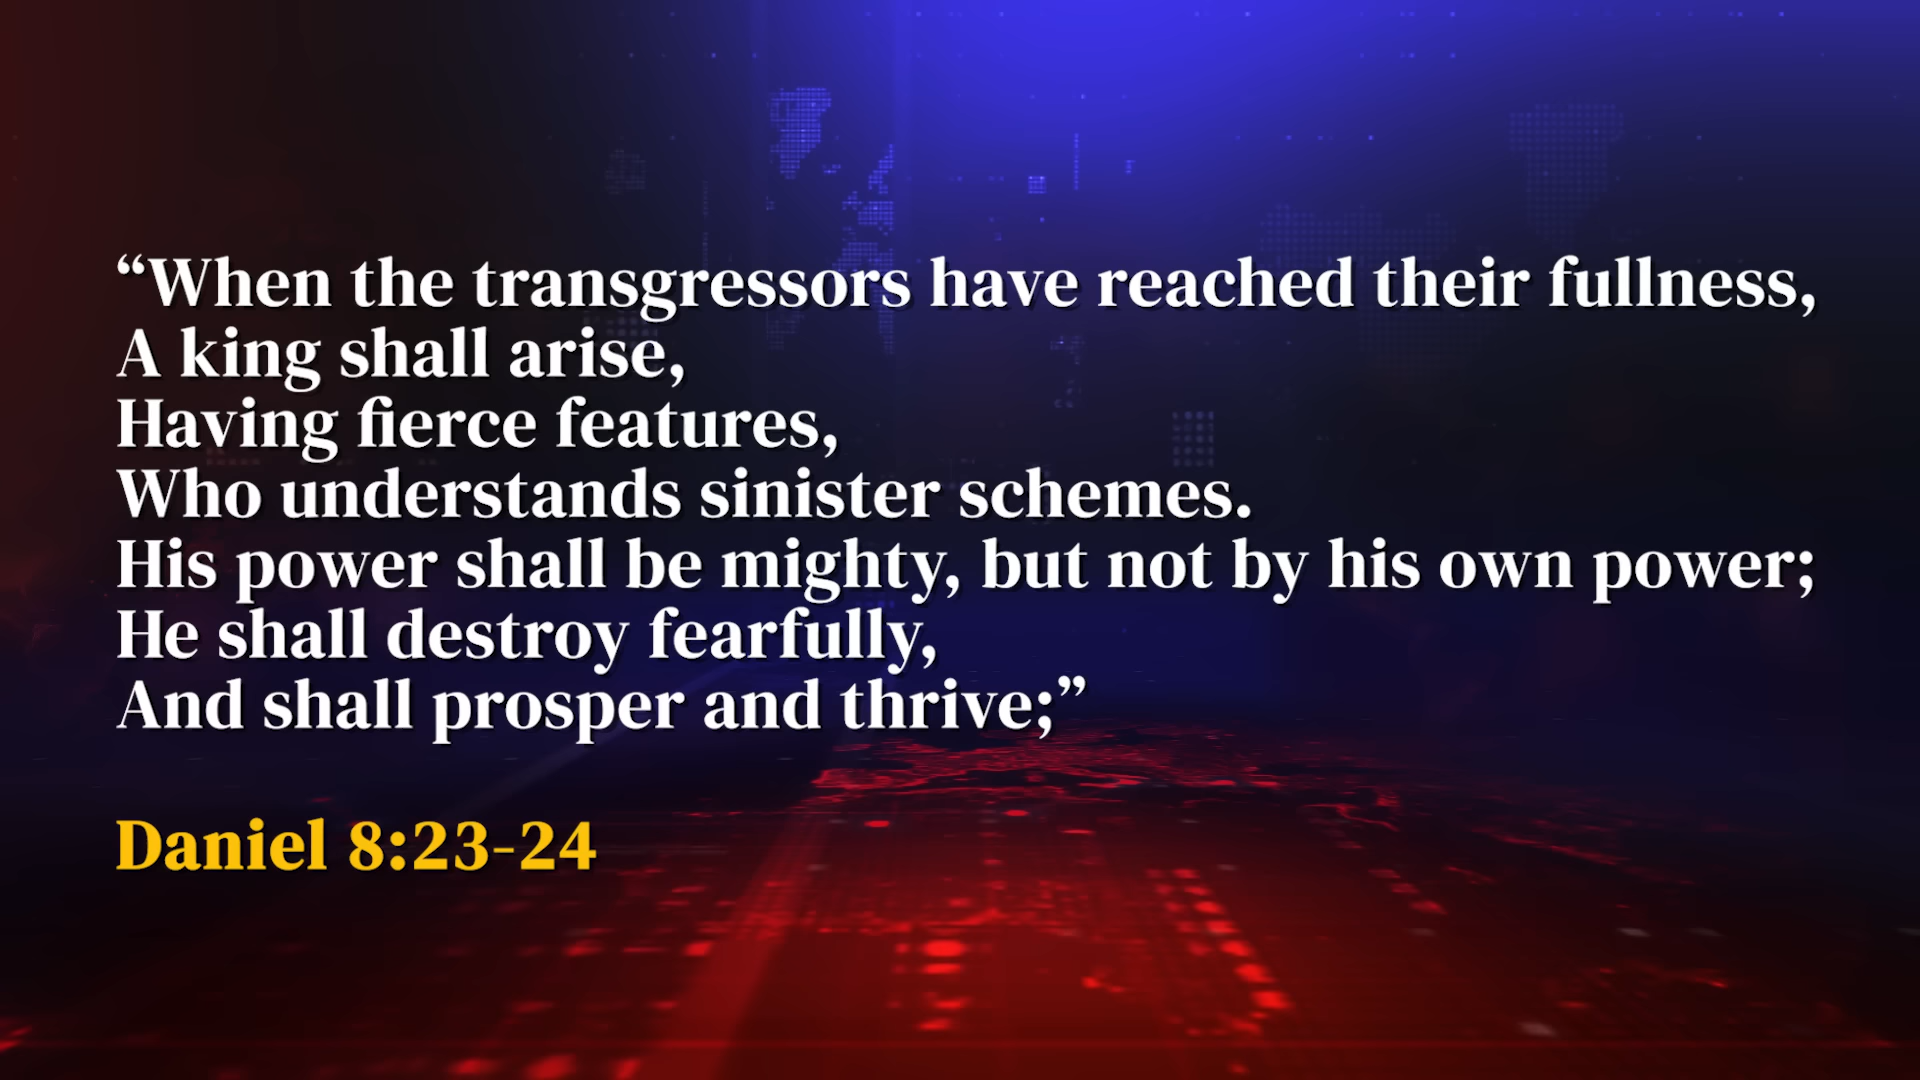 “When the transgressors have reached their fullness,
A king shall arise,
Having fierce features,
Who understands sinister schemes.
His power shall be mighty, but not by his own power;
He shall destroy fearfully,
And shall prosper and thrive;”
Daniel 8:23-24